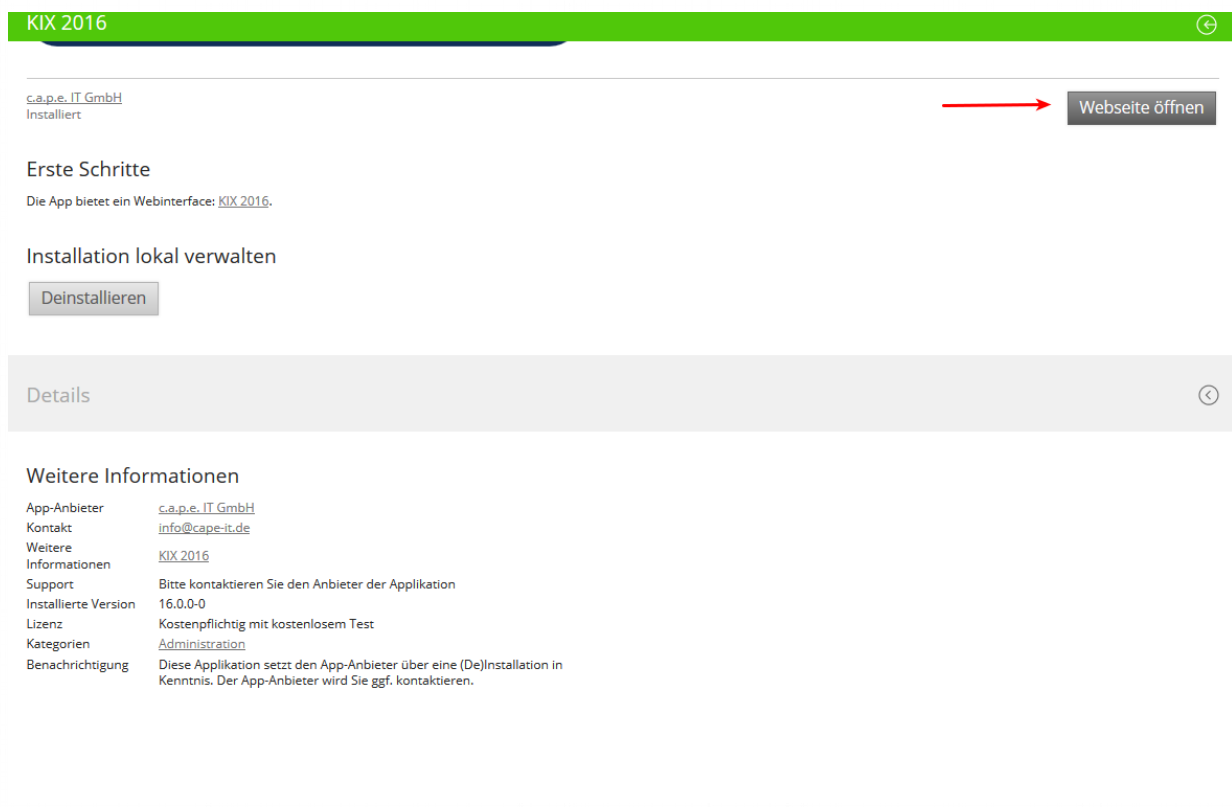 KIX 2016
c.a.p.e. IT GmbH
Installiert
Webseite öffnen
Erste Schritte
Die App bietet ein Webinterface: KIX 2016.
Installation lokal verwalten
Deinstallieren
Details
Weitere Informationen
App-Anbieter c.a.p.e. IT GmbH
Kontakt info@cape-it.de
Weitere
Informationen KIX 2016
Support Bitte kontaktieren Sie den Anbieter der Applikation
Installierte Version 16.0.0-0
Lizenz Kostenpflichtig mit kostenlosem Test
Kategorien Administration
Benachrichtigung Diese Applikation setzt den App-Anbieter über eine (De)Installation in
Kenntnis. Der App-Anbieter wird Sie ggf. kontaktieren.